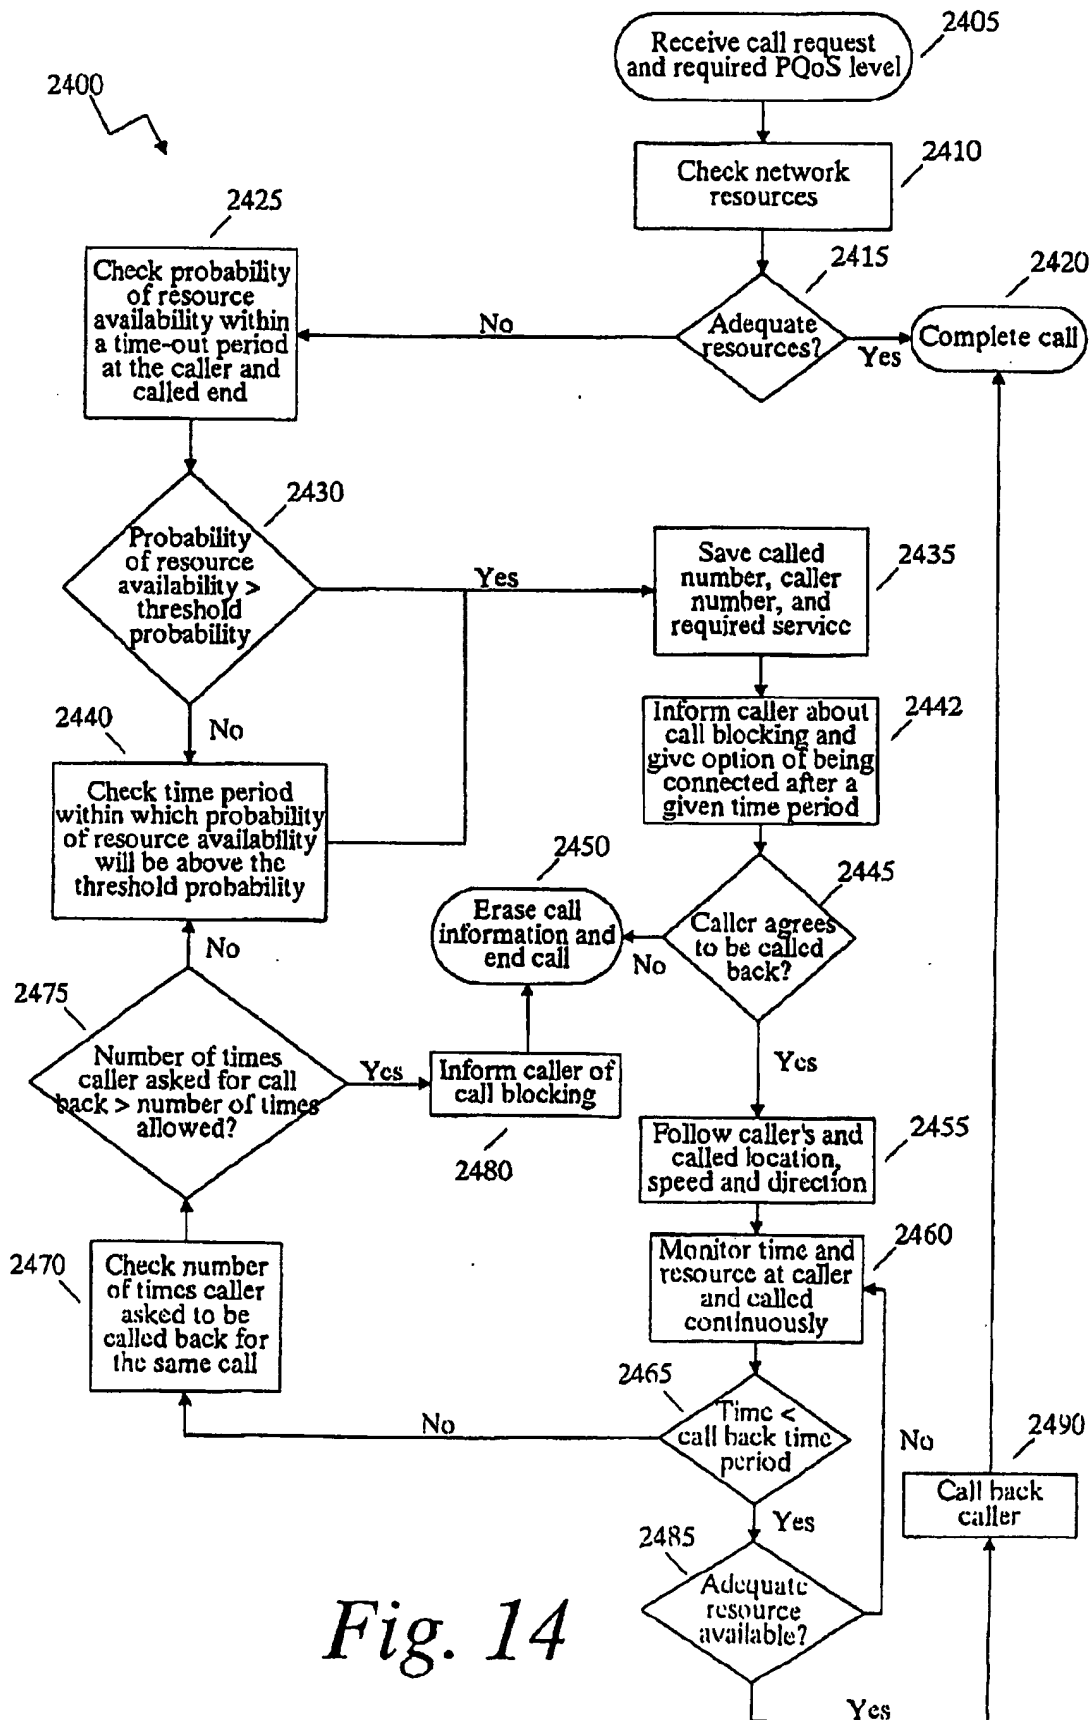 2400
Receive call request
and required PQoS level
2405
Check network
resources
2410
Adequate
resources?
2415
No
Yes
Complete call
2420
2425
Check probability
of resource
availability within
a time-out period
at the caller and
called end
2430
Probability
of resource
availability >
threshold
probability
Yes
No
Save called
number, caller
number, and
required service
2435
2440
Check time period
within which probability
of resource availability
will be above the
threshold probability
Inform caller about
call blocking and
give option of being
connected after a
given time period
2442
2445
Caller agrees
to be called
back?
No
Yes
2450
Erase call
information and
end call
No
2475
Number of times
caller asked for call
back > number of times
allowed?
Yes
Inform caller of
call blocking
2480
Follow caller's and
called location,
speed and direction
2455
Monitor time and
resource at caller
and called
continuously
2460
2470
Check number
of times caller
asked to be
called back for
the same call
2465
Time <
call back time
period
No
Yes
2485
Adequate
resource
available?
No
Yes
2490
Call back
caller
Fig. 14